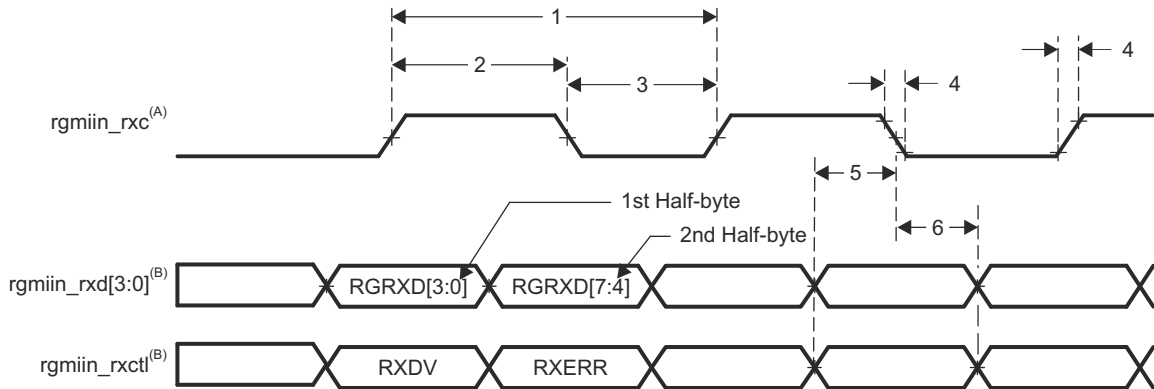 1
2
3
4
4
rgmiin_rxc(A)
5
1st Half-byte
6
2nd Half-byte
rgmiin_rxd[3:0](B)
RGRXD[3:0]
RGRXD[7:4]
rgmiin_rxctl(B)
RXDV
RXERR